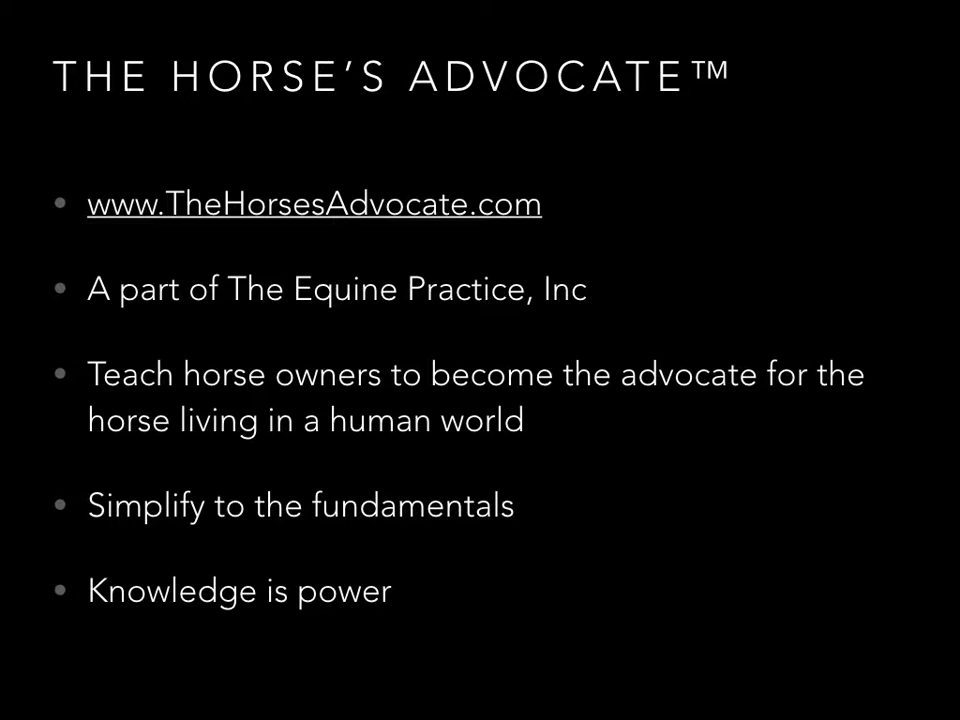 THE HORSE’S ADVOCATE™
• www.TheHorsesAdvocate.com
• A part of The Equine Practice, Inc
• Teach horse owners to become the advocate for the
horse living in a human world
• Simplify to the fundamentals
• Knowledge is power